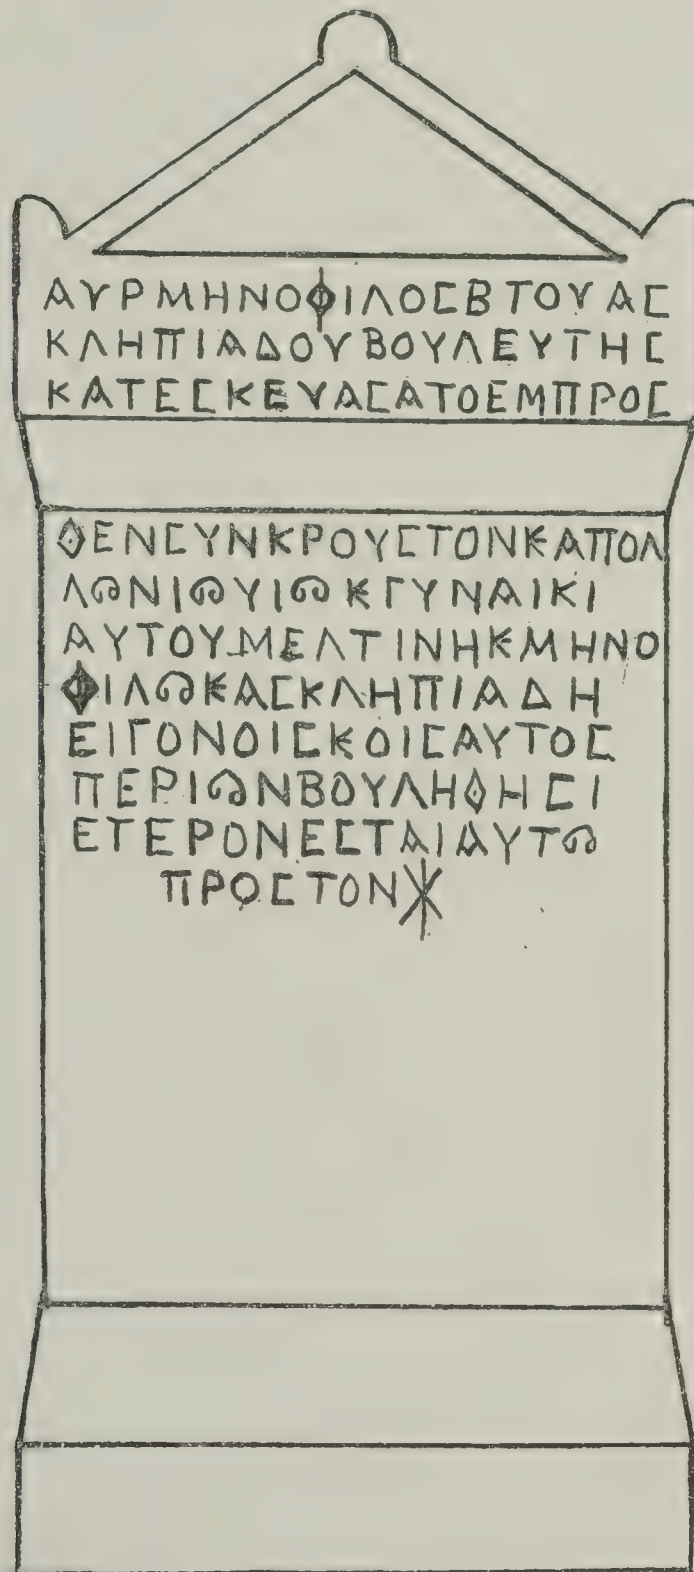 ΑΥΡΜΗΝΟΦΙΛΟΣΒΤΟΥΑΣ
ΚΛΗΠΙΑΔΟΥΒΟΥΛΕΥΤΗΣ
ΚΑΤΕΣΚΕΥΑΣΑΤΟΕΜΠΡΟΣ
ΘΕΝΣΥΝΚΡΟΥΣΤΟΝΚΑΠΟΛ
ΛΩΝΙΩΥΙΩΚΓΥΝΑΙΚΙ
ΑΥΤΟΥΜΕΛΤΙΝΗΚΜΗΝΟ
ΦΙΛΩΚΑΣΚΛΗΠΙΑΔΗ
ΕΙΓΟΝΟΙΣΚΟΙΣΑΥΤΟΣ
ΠΕΡΙΩΝΒΟΥΛΗΘΗΣΙ
ΕΤΕΡΟΝΕΣΤΑΙΑΥΤΩ
ΠΡΟΣΤΟΝ⳩